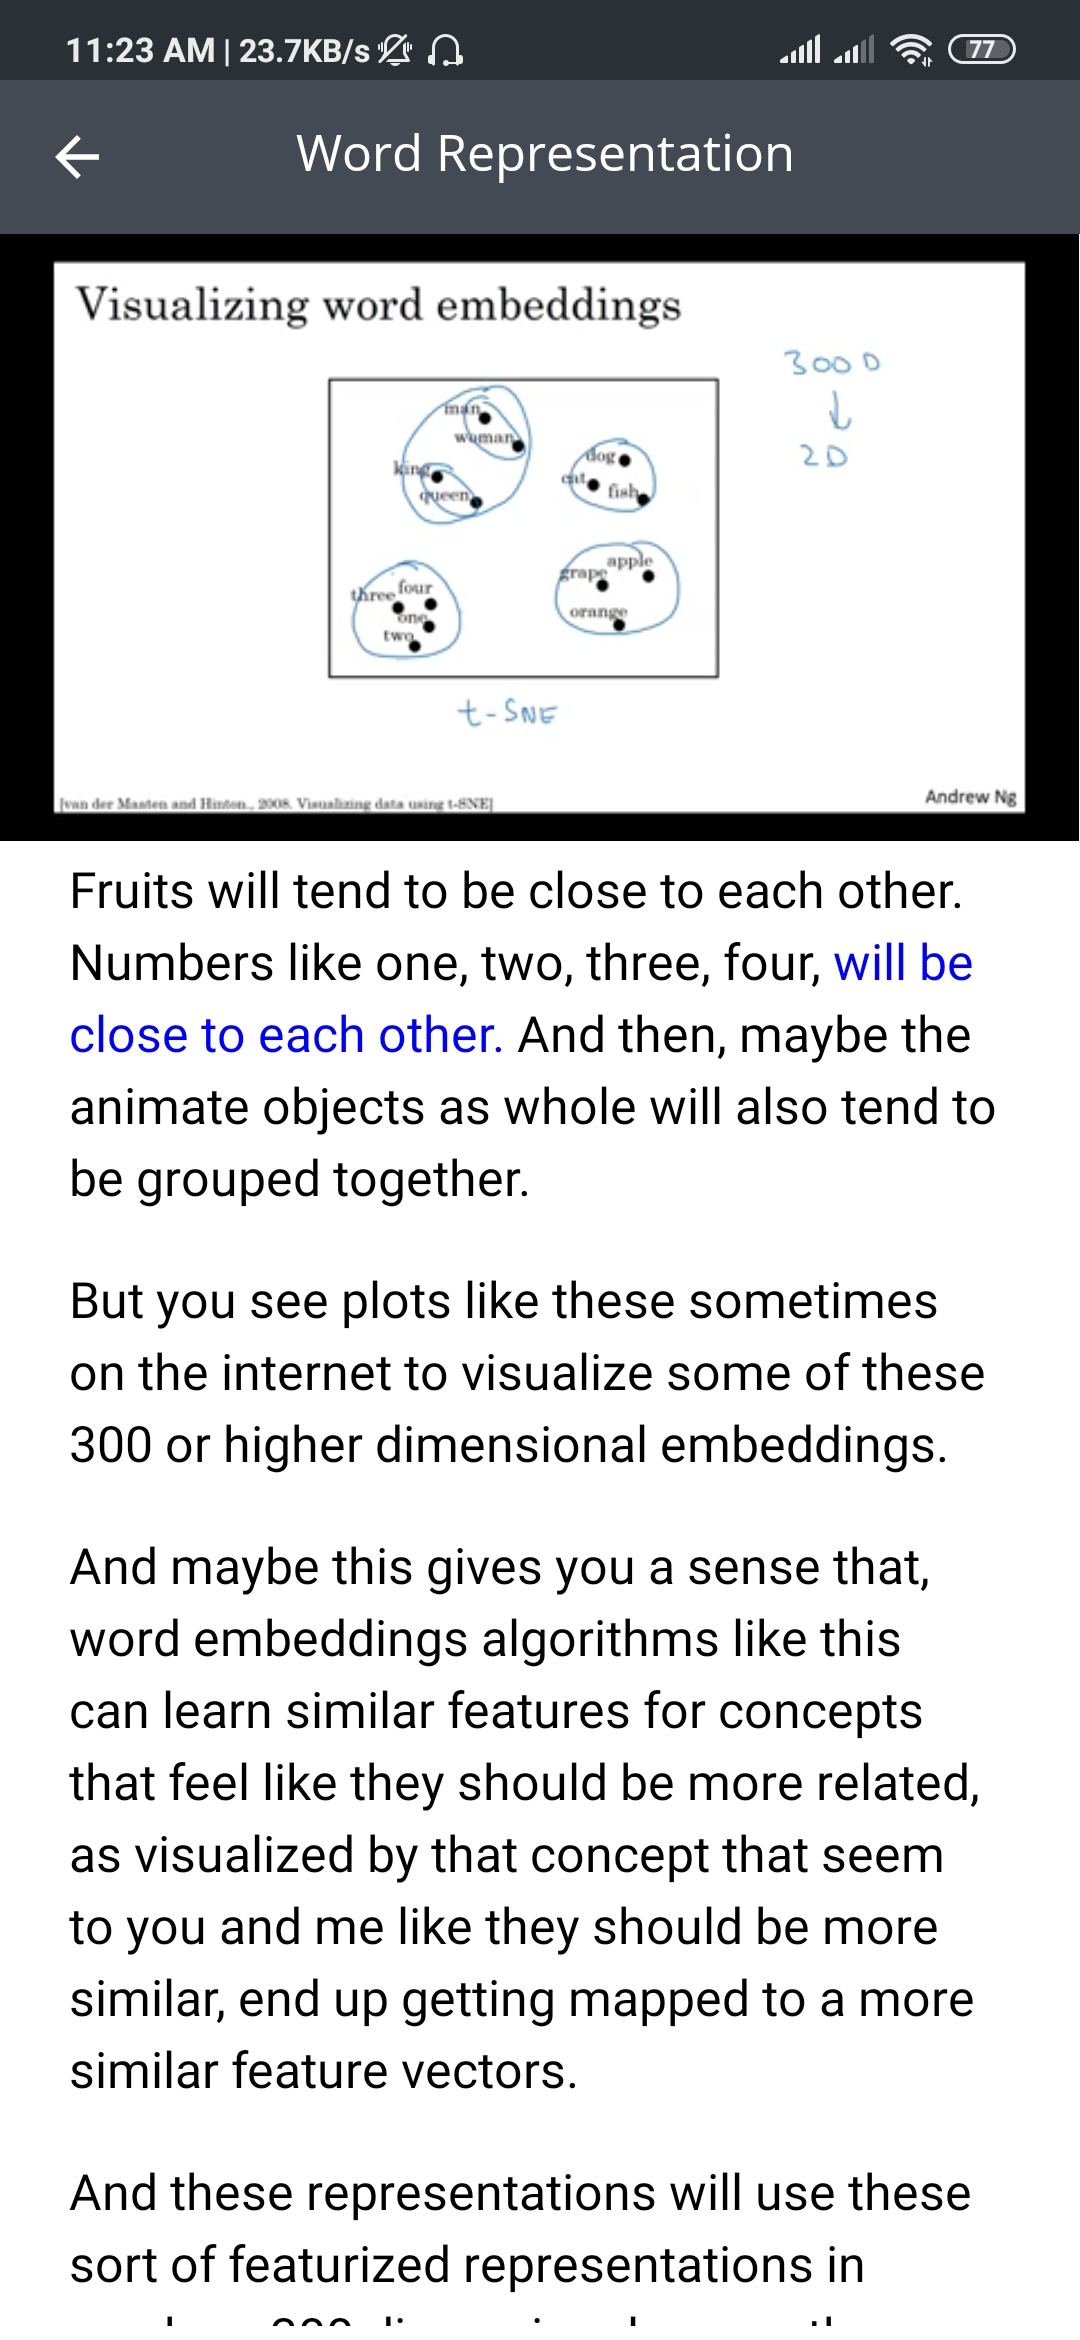 11:23 AM | 23.7KB/s
77
Word Representation
Visualizing word embeddings
300 D
↓
2D
man
woman
dog
king
cat
queen
fish
apple
grape
four
three
one
orange
two
t-SNE
[van der Maaten and Hinton., 2008. Visualizing data using t-SNE]
Andrew Ng
Fruits will tend to be close to each other.
Numbers like one, two, three, four, will be
close to each other. And then, maybe the
animate objects as whole will also tend to
be grouped together.
But you see plots like these sometimes
on the internet to visualize some of these
300 or higher dimensional embeddings.
And maybe this gives you a sense that,
word embeddings algorithms like this
can learn similar features for concepts
that feel like they should be more related,
as visualized by that concept that seem
to you and me like they should be more
similar, end up getting mapped to a more
similar feature vectors.
And these representations will use these
sort of featurized representations in